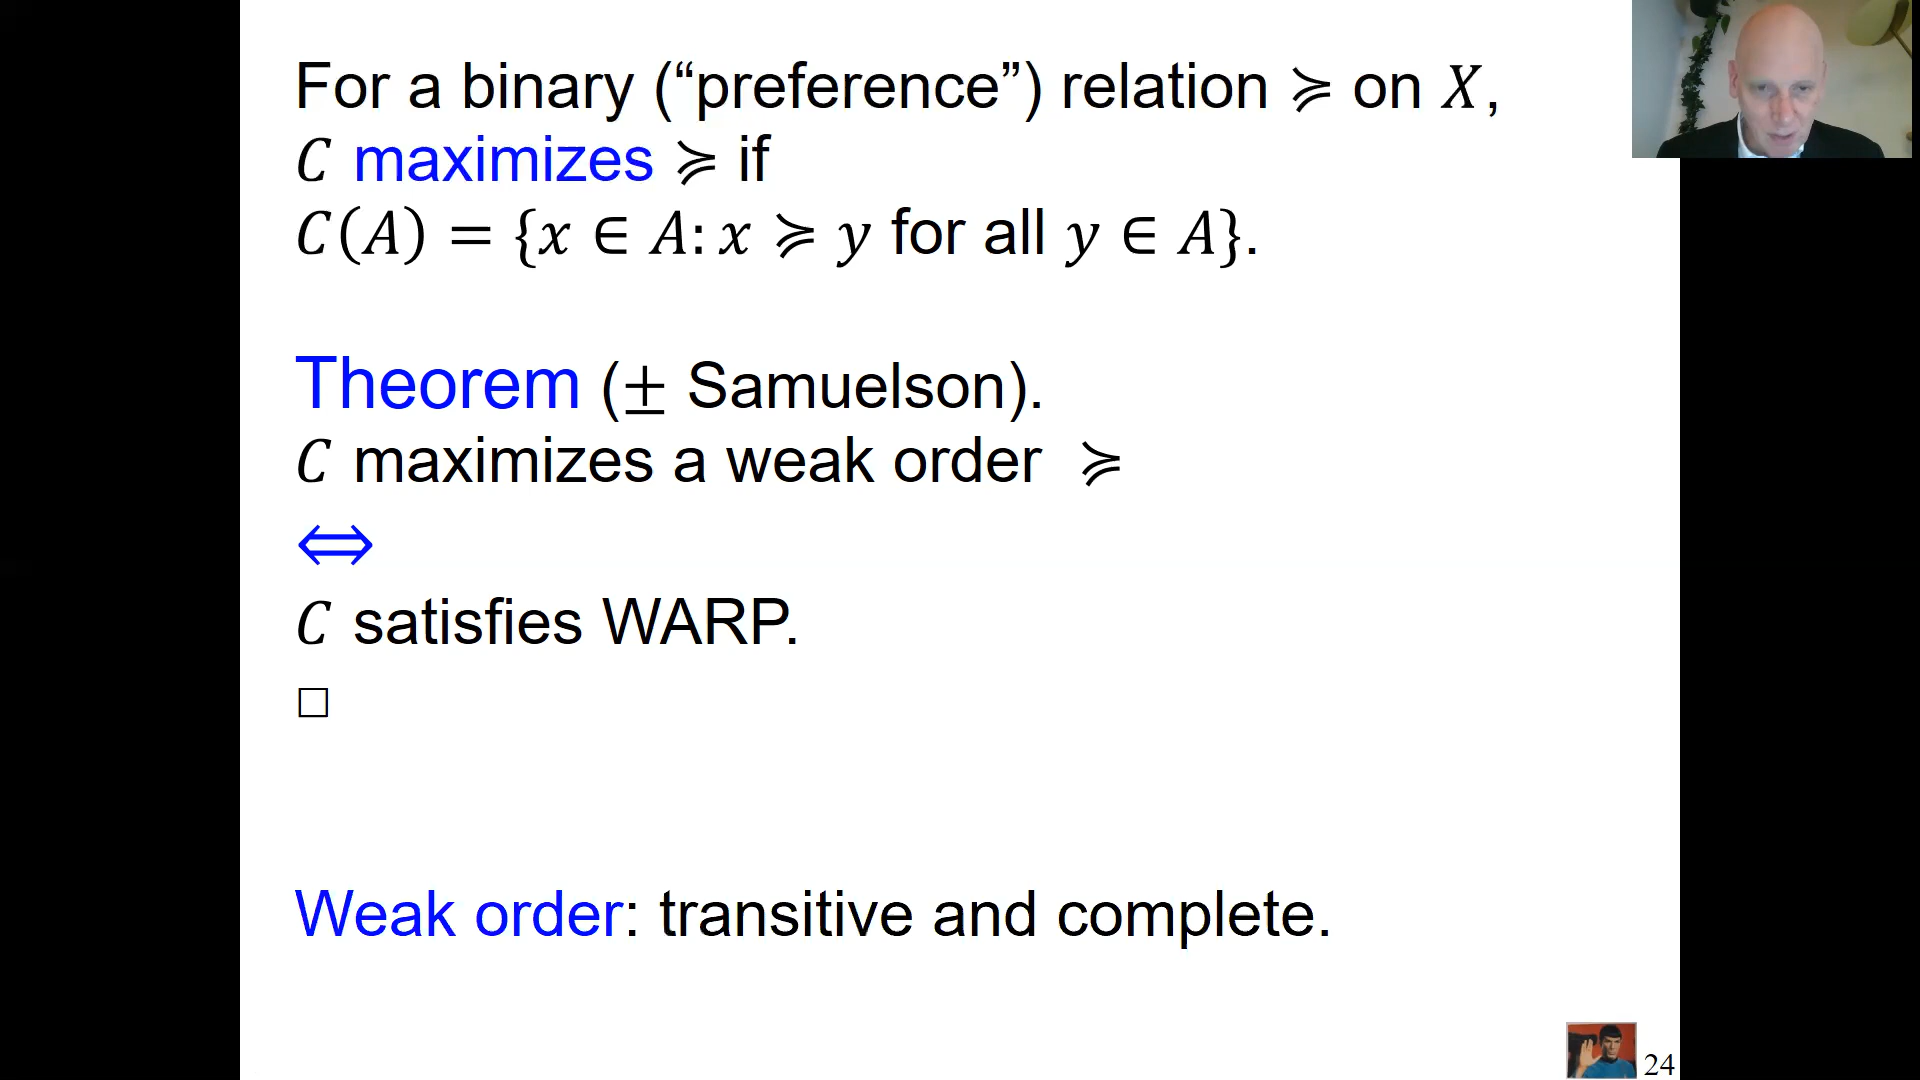 For a binary (“preference”) relation ≽ on 𝑋,
𝐶 maximizes ≽ if
𝐶(𝐴) = {𝑥 ∈ 𝐴: 𝑥 ≽ 𝑦 for all 𝑦 ∈ 𝐴}.
Theorem (± Samuelson).
𝐶 maximizes a weak order ≽
⇔
𝐶 satisfies WARP.
□
Weak order: transitive and complete.
24